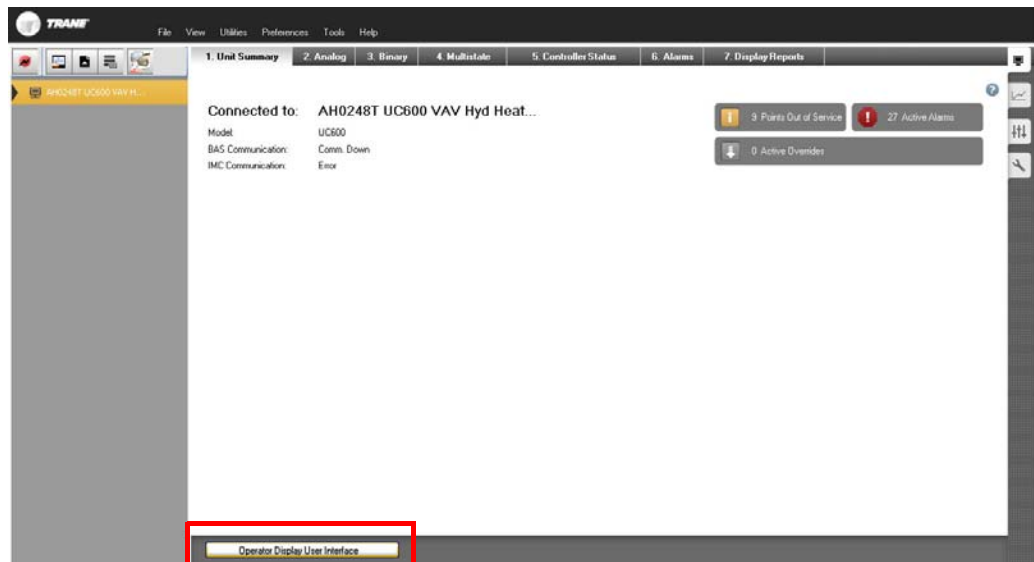 TRANE
File View Utilities Preferences Tools Help
1. Unit Summary 2. Analog 3. Binary 4. Multistate 5. Controller Status 6. Alarms 7. Display Reports
AH0248T UC600 VAV H...
Connected to: AH0248T UC600 VAV Hyd Heat...
Model: UC600
BAS Communication: Comm. Down
IMC Communication: Error
9 Points Out of Service
27 Active Alarms
0 Active Overrides
Operator Display User Interface